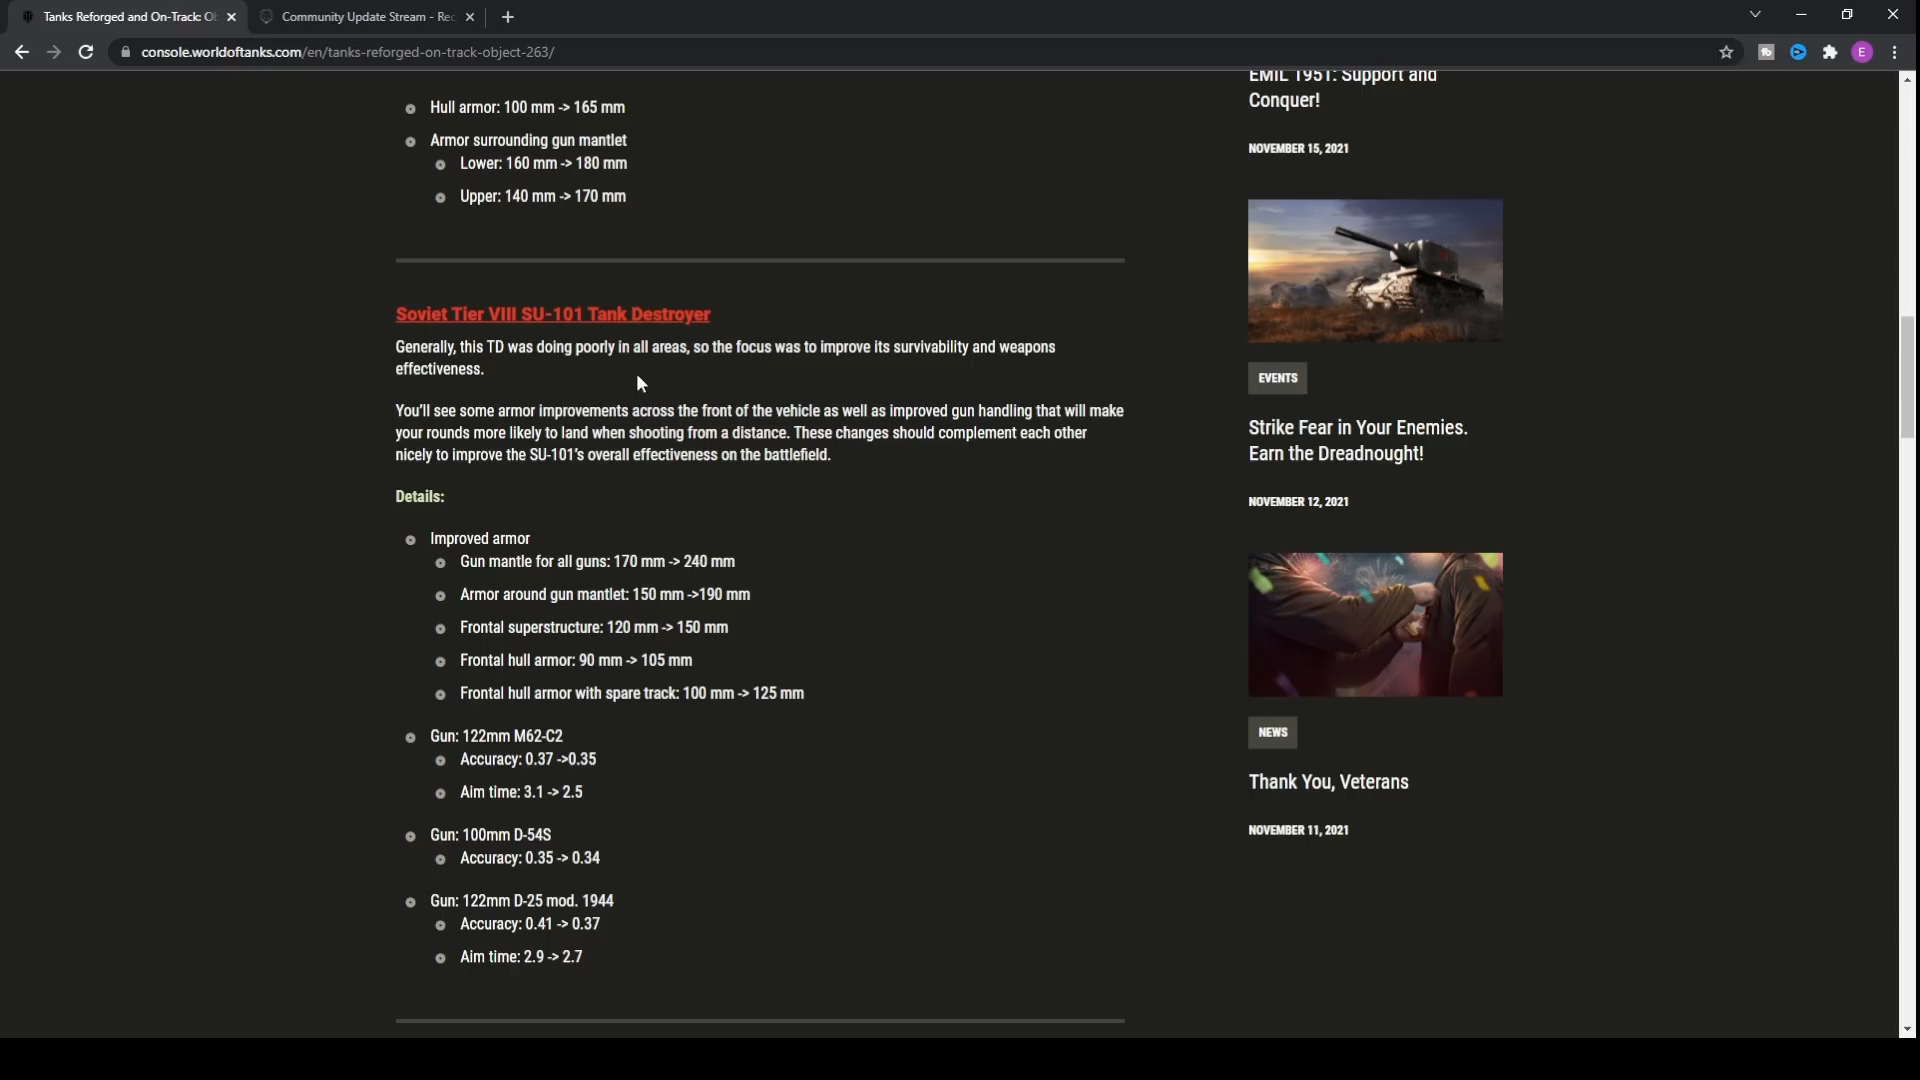 Tanks Reforged and On-Track: O
Community Update Stream - Rec
console.worldoftanks.com/en/tanks-reforged-on-track-object-263/
E
Hull armor: 100 mm -> 165 mm
Armor surrounding gun mantlet
Lower: 160 mm -> 180 mm
Upper: 140 mm -> 170 mm
Soviet Tier VIII SU-101 Tank Destroyer
Generally, this TD was doing poorly in all areas, so the focus was to improve its survivability and weapons
effectiveness.
You'll see some armor improvements across the front of the vehicle as well as improved gun handling that will make
your rounds more likely to land when shooting from a distance. These changes should complement each other
nicely to improve the SU-101's overall effectiveness on the battlefield.
Details:
Improved armor
Gun mantle for all guns: 170 mm -> 240 mm
Armor around gun mantlet: 150 mm ->190 mm
Frontal superstructure: 120 mm -> 150 mm
Frontal hull armor: 90 mm -> 105 mm
Frontal hull armor with spare track: 100 mm -> 125 mm
Gun: 122mm M62-C2
Accuracy: 0.37 ->0.35
Aim time: 3.1 -> 2.5
Gun: 100mm D-54S
Accuracy: 0.35 -> 0.34
Gun: 122mm D-25 mod. 1944
Accuracy: 0.41 -> 0.37
Aim time: 2.9 -> 2.7
EMIL 1951: Support and
Conquer!
NOVEMBER 15, 2021
EVENTS
Strike Fear in Your Enemies.
Earn the Dreadnought!
NOVEMBER 12, 2021
NEWS
Thank You, Veterans
NOVEMBER 11, 2021